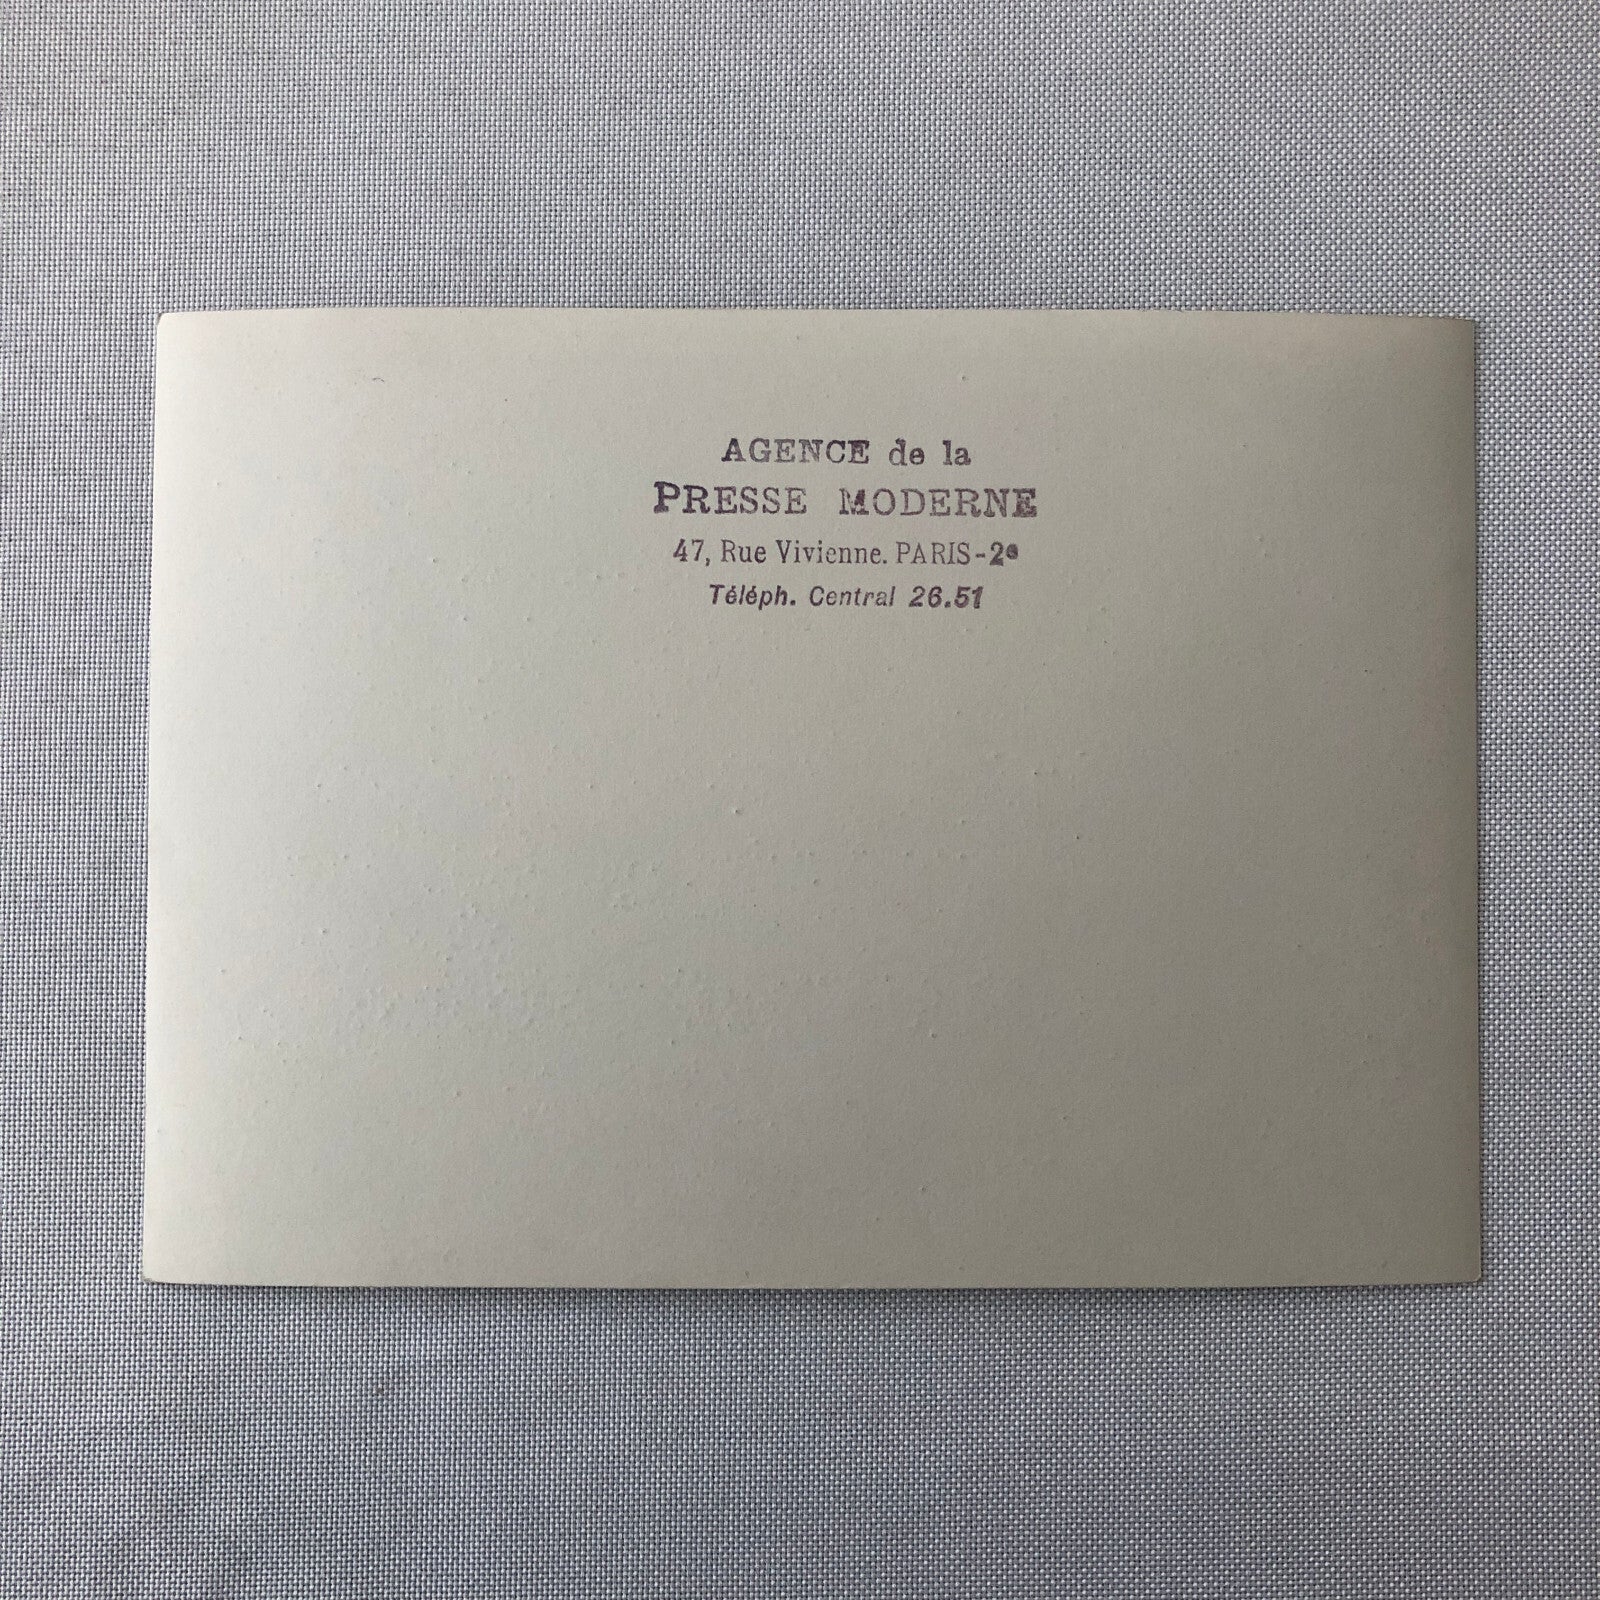 AGENCE de la
PRESSE MODERNE
47, Rue Vivienne. PARIS-2e
Téléph. Central 26.51